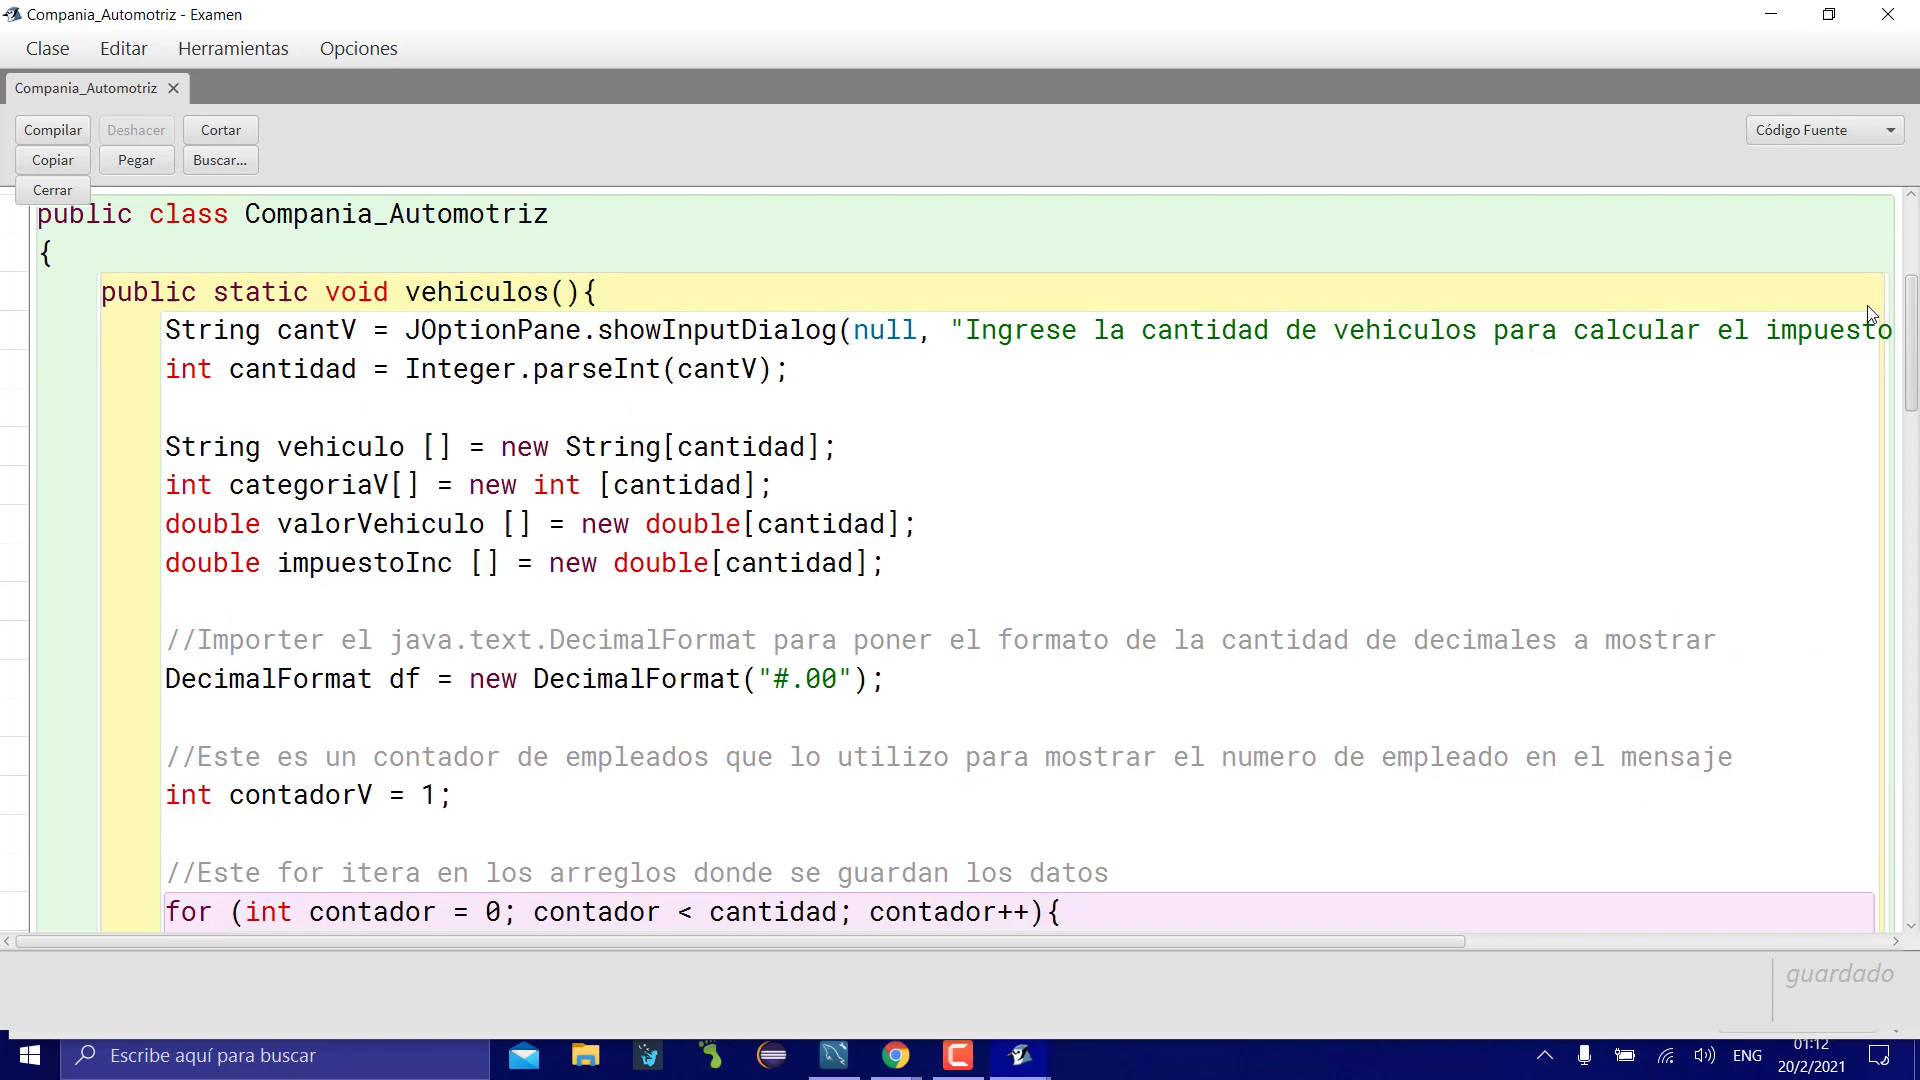 Compania_Automotriz - Examen
Clase Editar Herramientas Opciones
Compania_Automotriz
Compilar Deshacer Cortar
Código Fuente
Copiar Pegar Buscar...
Cerrar
public class Compania_Automotriz
{
public static void vehiculos(){
String cantV = JOptionPane.showInputDialog(null, "Ingrese la cantidad de vehiculos para calcular el impuesto
int cantidad = Integer.parseInt(cantV);
String vehiculo [] = new String[cantidad];
int categoriaV[] = new int [cantidad];
double valorVehiculo [] = new double[cantidad];
double impuestoInc [] = new double[cantidad];
//Importer el java.text.DecimalFormat para poner el formato de la cantidad de decimales a mostrar
DecimalFormat df = new DecimalFormat("#.00");
//Este es un contador de empleados que lo utilizo para mostrar el numero de empleado en el mensaje
int contadorV = 1;
//Este for itera en los arreglos donde se guardan los datos
for (int contador = 0; contador < cantidad; contador++){
guardado
Escribe aquí para buscar
ENG
01:12
20/2/2021